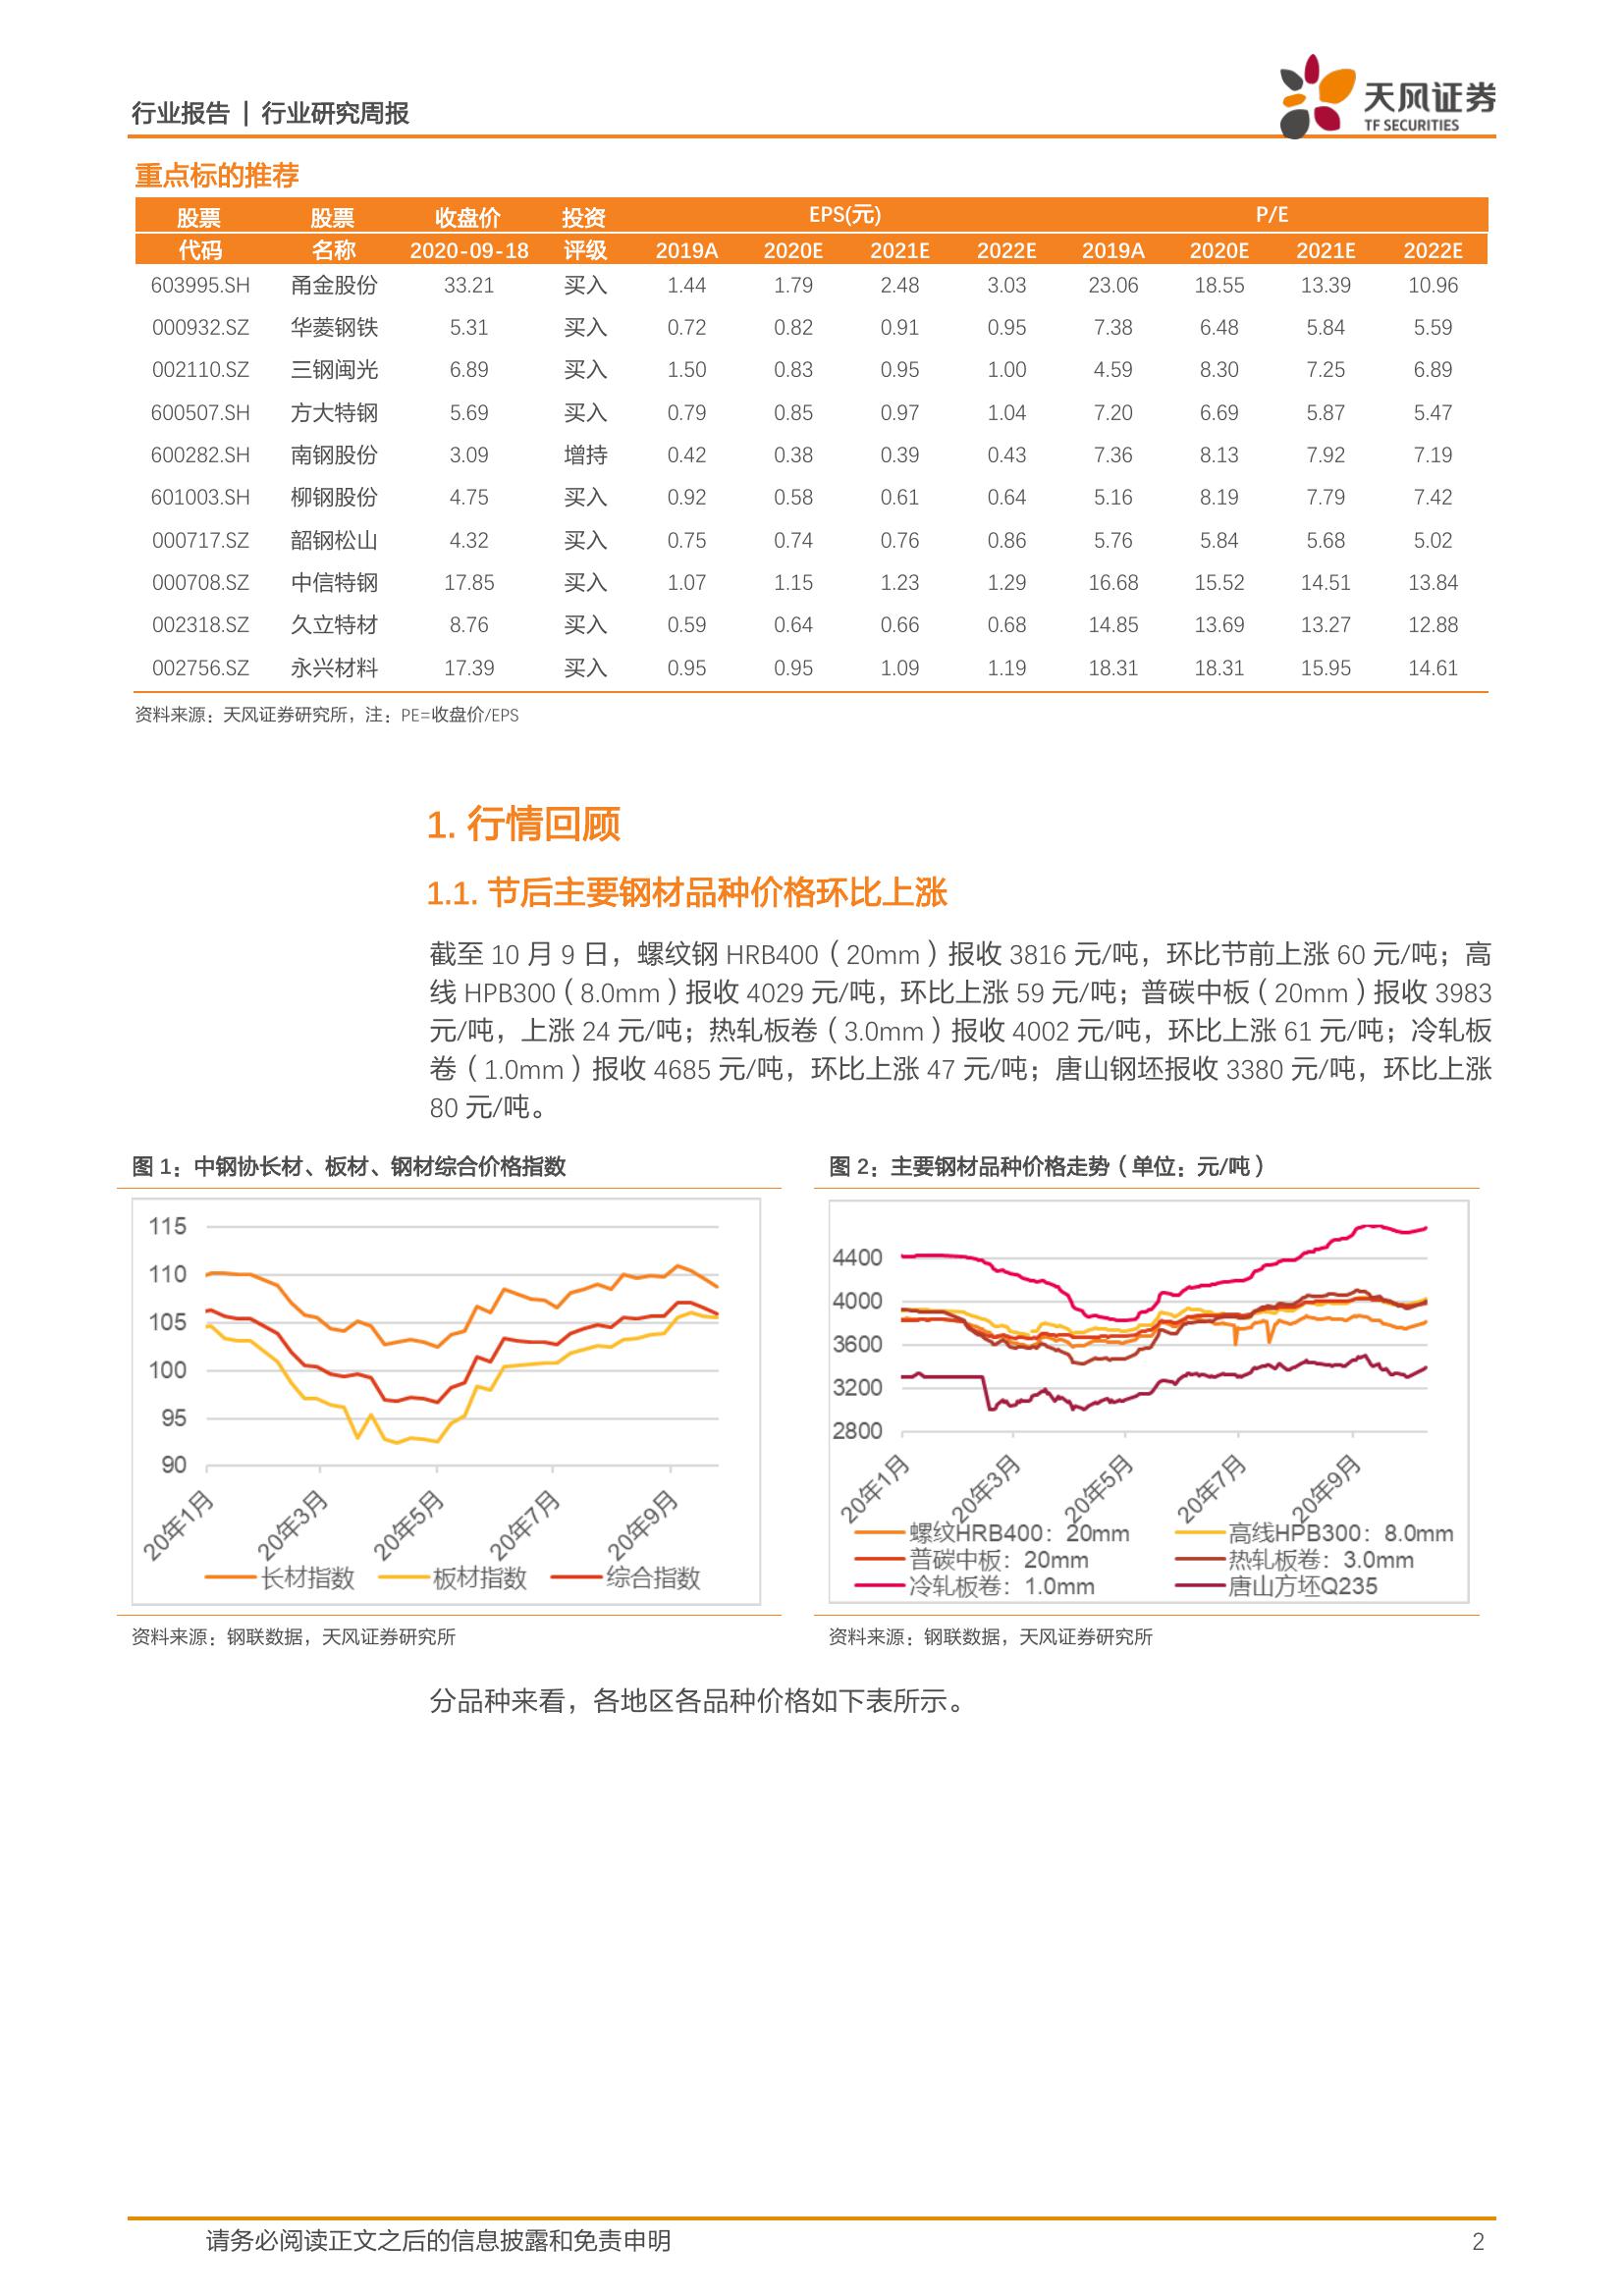 行业报告 | 行业研究周报
天风证券
TF SECURITIES
重点标的推荐
股票 股票 收盘价 投资 EPS(元) P/E
代码 名称 2020-09-18 评级 2019A 2020E 2021E 2022E 2019A 2020E 2021E 2022E
603995.SH 甬金股份 33.21 买入 1.44 1.79 2.48 3.03 23.06 18.55 13.39 10.96
000932.SZ 华菱钢铁 5.31 买入 0.72 0.82 0.91 0.95 7.38 6.48 5.84 5.59
002110.SZ 三钢闽光 6.89 买入 1.50 0.83 0.95 1.00 4.59 8.30 7.25 6.89
600507.SH 方大特钢 5.69 买入 0.79 0.85 0.97 1.04 7.20 6.69 5.87 5.47
600282.SH 南钢股份 3.09 增持 0.42 0.38 0.39 0.43 7.36 8.13 7.92 7.19
601003.SH 柳钢股份 4.75 买入 0.92 0.58 0.61 0.64 5.16 8.19 7.79 7.42
000717.SZ 韶钢松山 4.32 买入 0.75 0.74 0.76 0.86 5.76 5.84 5.68 5.02
000708.SZ 中信特钢 17.85 买入 1.07 1.15 1.23 1.29 16.68 15.52 14.51 13.84
002318.SZ 久立特材 8.76 买入 0.59 0.64 0.66 0.68 14.85 13.69 13.27 12.88
002756.SZ 永兴材料 17.39 买入 0.95 0.95 1.09 1.19 18.31 18.31 15.95 14.61
资料来源：天风证券研究所，注：PE=收盘价/EPS
1. 行情回顾
1.1. 节后主要钢材品种价格环比上涨
截至 10 月 9 日，螺纹钢 HRB400（20mm）报收 3816 元/吨，环比节前上涨 60 元/吨；高
线 HPB300（8.0mm）报收 4029 元/吨，环比上涨 59 元/吨；普碳中板（20mm）报收 3983
元/吨，上涨 24 元/吨；热轧板卷（3.0mm）报收 4002 元/吨，环比上涨 61 元/吨；冷轧板
卷（1.0mm）报收 4685 元/吨，环比上涨 47 元/吨；唐山钢坯报收 3380 元/吨，环比上涨
80 元/吨。
图 1：中钢协长材、板材、钢材综合价格指数
115
110
105
100
95
90
20年1月 20年3月 20年5月 20年7月 20年9月
长材指数 板材指数 综合指数
资料来源：钢联数据，天风证券研究所
图 2：主要钢材品种价格走势（单位：元/吨）
4400
4000
3600
3200
2800
20年1月 20年3月 20年5月 20年7月 20年9月
螺纹HRB400：20mm 高线HPB300：8.0mm
普碳中板：20mm 热轧板卷：3.0mm
冷轧板卷：1.0mm 唐山方坯Q235
资料来源：钢联数据，天风证券研究所
分品种来看，各地区各品种价格如下表所示。
请务必阅读正文之后的信息披露和免责申明 2